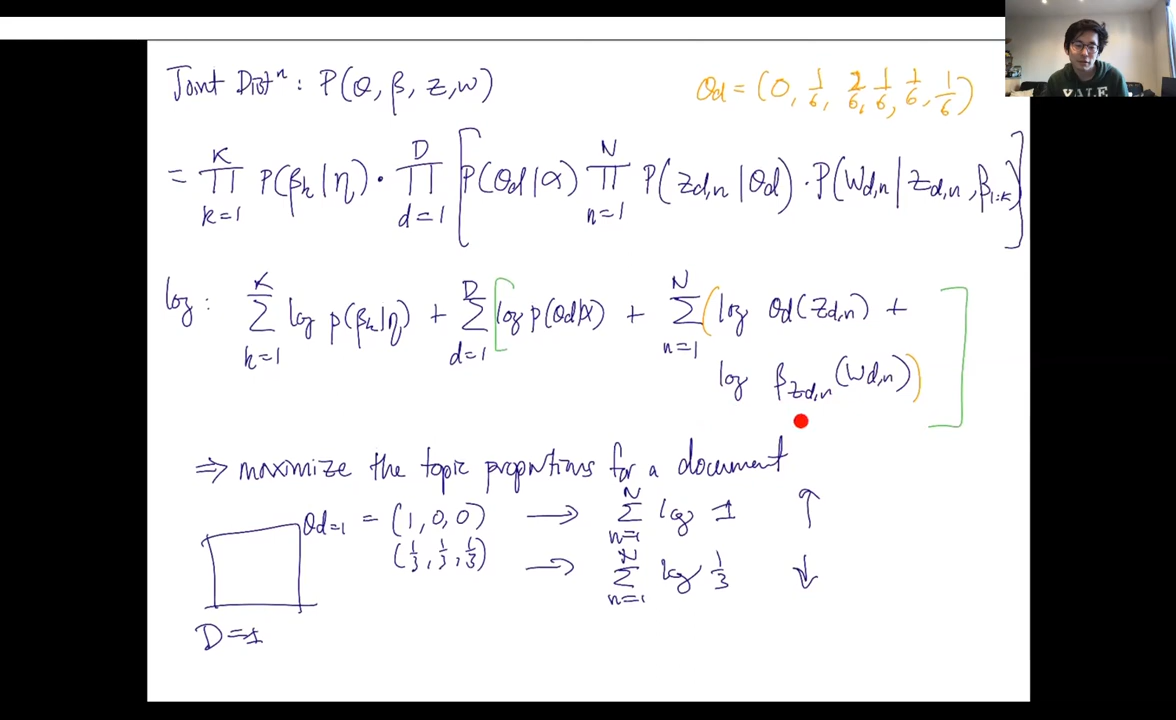 Joint Distⁿ: P(θ, β, z, w)
θd = (0, 1/6, 2/6, 1/6, 1/6, 1/6)
YALE
= ∏_{k=1}^{K} P(βk|η) · ∏_{d=1}^{D} [P(θd|α) ∏_{n=1}^{N} P(zd,n|θd) · P(Wd,n|zd,n, β1:K)]
log: ∑_{k=1}^{K} log p(βk|η) + ∑_{d=1}^{D} [log p(θd|α) + ∑_{n=1}^{N} (log θd(zd,n) +
log βzd,n(Wd,n))]
⇒ maximize the topic proportions for a document
θd=1 = (1, 0, 0) → ∑_{n=1}^{N} log 1 ↑
(1/3, 1/3, 1/3) → ∑_{n=1}^{N} log 1/3 ↓
D=1